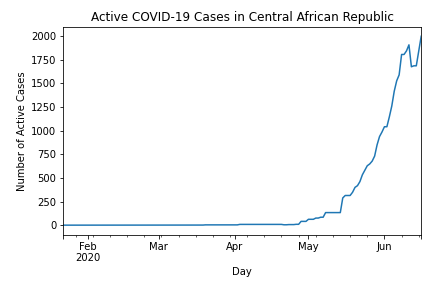 Active COVID-19 Cases in Central African Republic
2000
1750
1500
1250
1000
750
500
250
0
Number of Active Cases
Feb Mar Apr May Jun
2020
Day